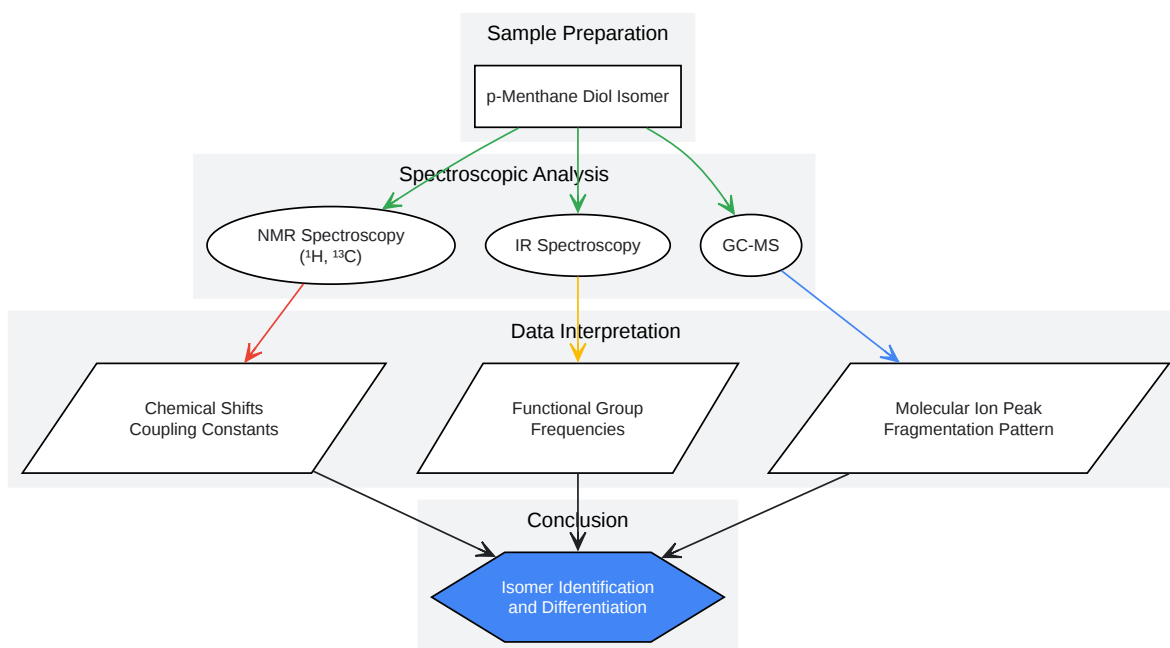 Sample Preparation
p-Menthane Diol Isomer
Spectroscopic Analysis
NMR Spectroscopy
(¹H, ¹³C)
IR Spectroscopy
GC-MS
Data Interpretation
Chemical Shifts
Coupling Constants
Functional Group
Frequencies
Molecular Ion Peak
Fragmentation Pattern
Conclusion
Isomer Identification
and Differentiation